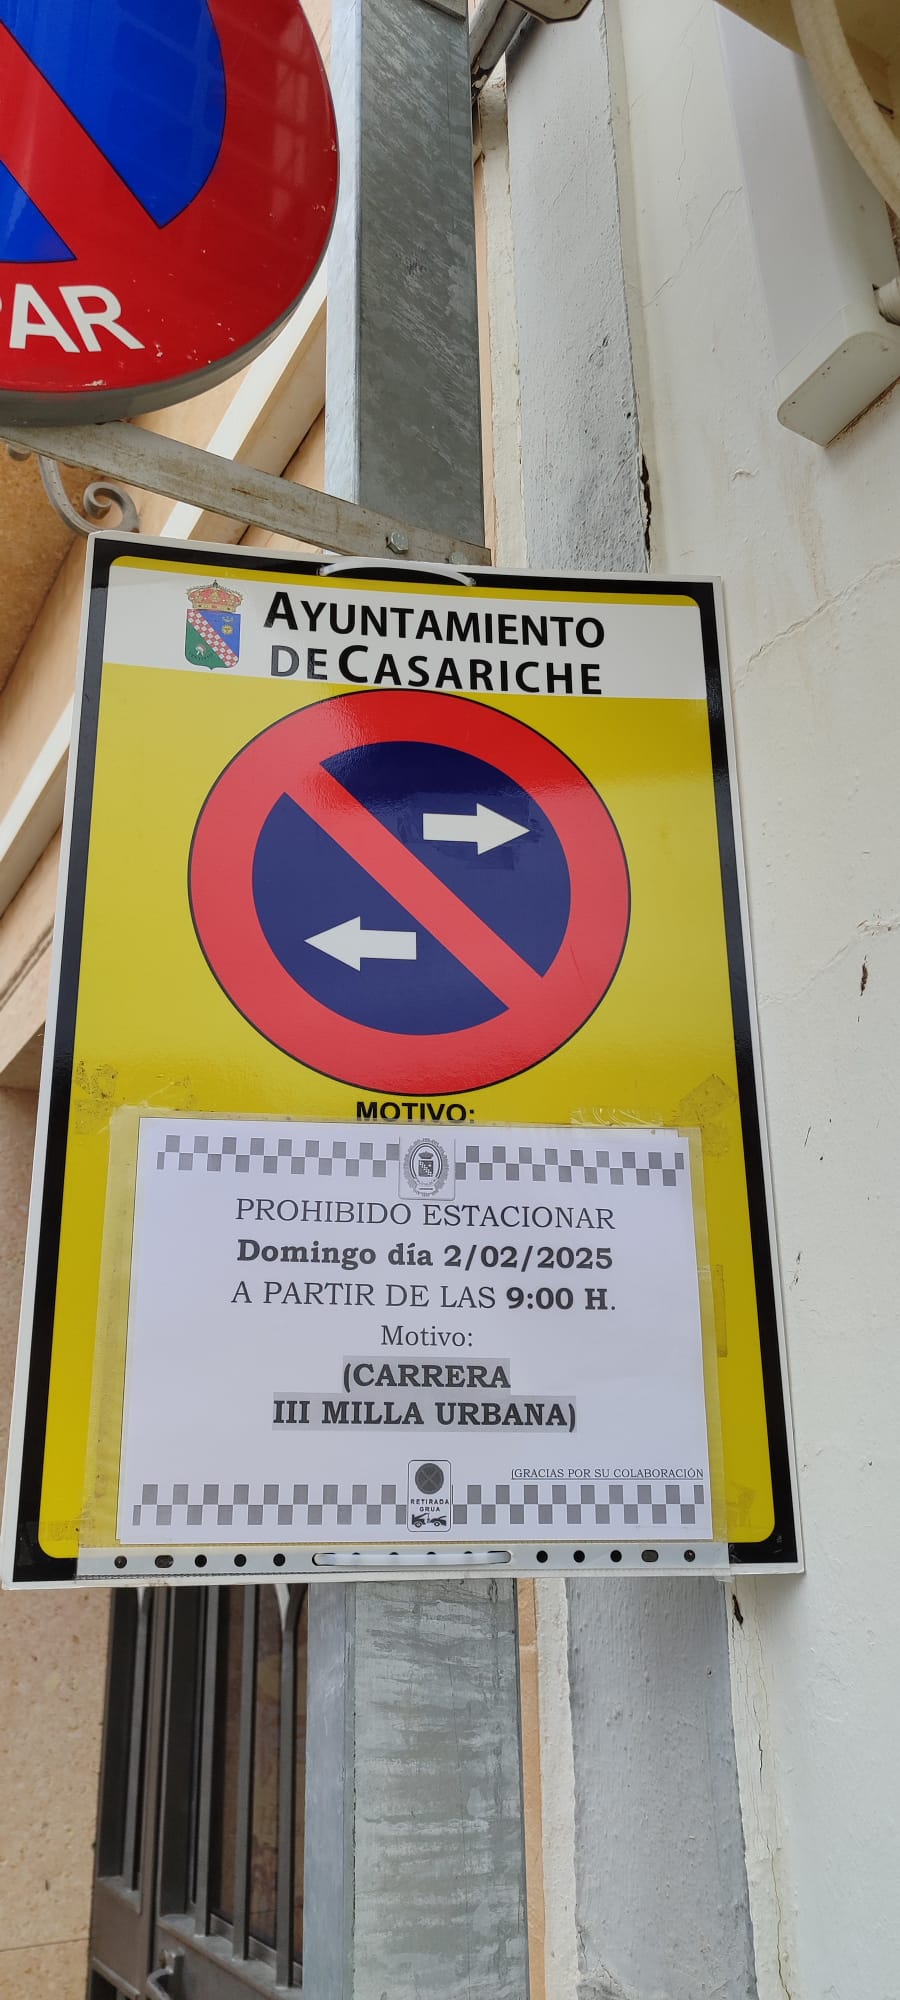 PAR
AYUNTAMIENTO
DE CASARICHE
MOTIVO:
PROHIBIDO ESTACIONAR
Domingo día 2/02/2025
A PARTIR DE LAS 9:00 H.
Motivo:
(CARRERA
III MILLA URBANA)
¡GRACIAS POR SU COLABORACIÓN
RETIRADA
GRUA